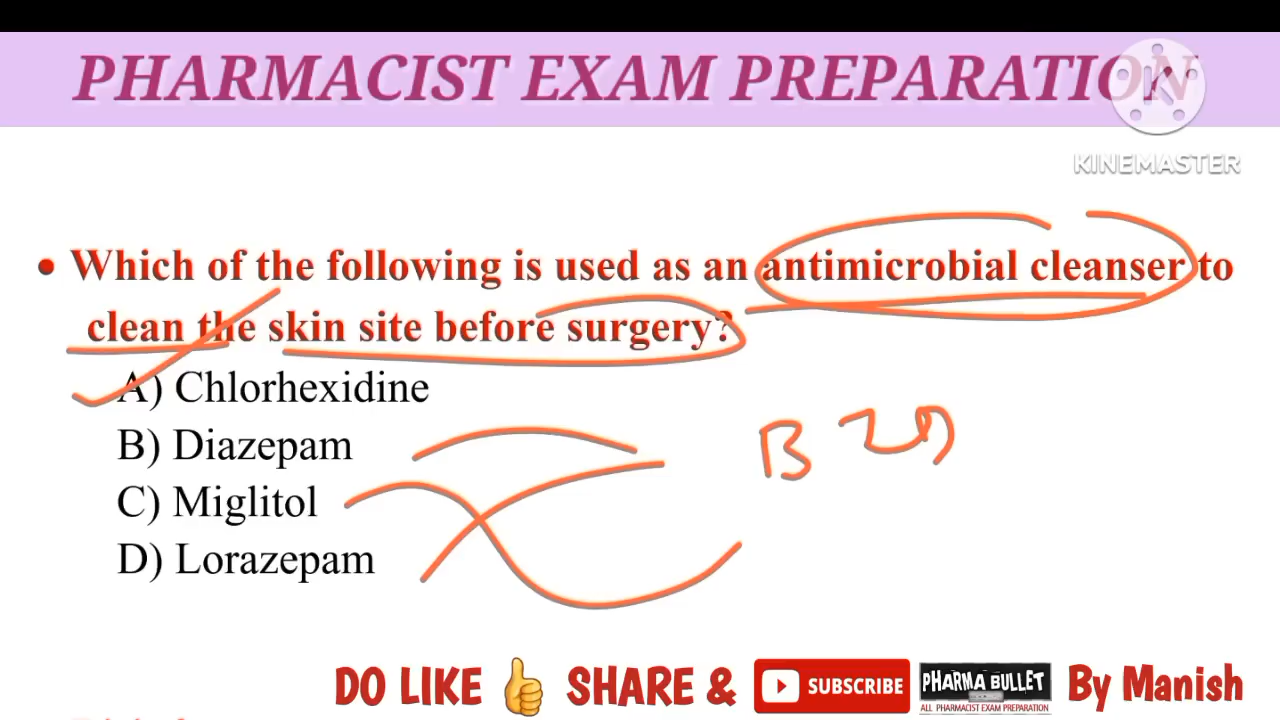 PHARMACIST EXAM PREPARATION
KINEMASTER
• Which of the following is used as an antimicrobial cleanser to
clean the skin site before surgery?
A) Chlorhexidine
B) Diazepam
C) Miglitol
D) Lorazepam
DO LIKE 👍 SHARE & SUBSCRIBE PHARMA BULLET By Manish
ALL PHARMACIST EXAM PREPARATION